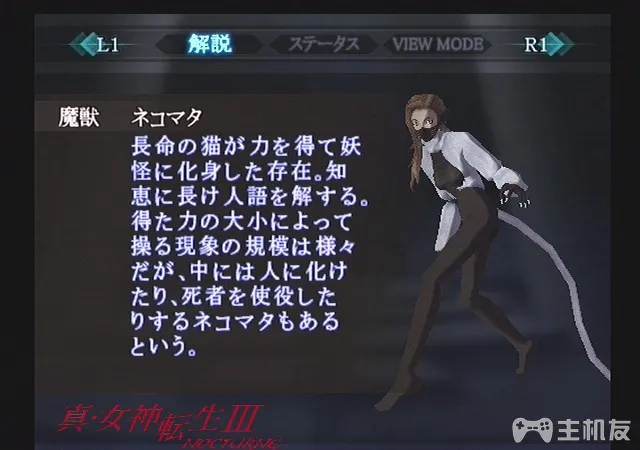 L1 解説 ステータス VIEW MODE R1
魔獣 ネコマタ
長命の猫が力を得て妖
怪に化身した存在。知
恵に長け人語を解する。
得た力の大小によって
操る現象の規模は様々
だが、中には人に化け
たり、死者を使役した
りするネコマタもある
という。
真・女神転生III
NOCTURNE
主机友